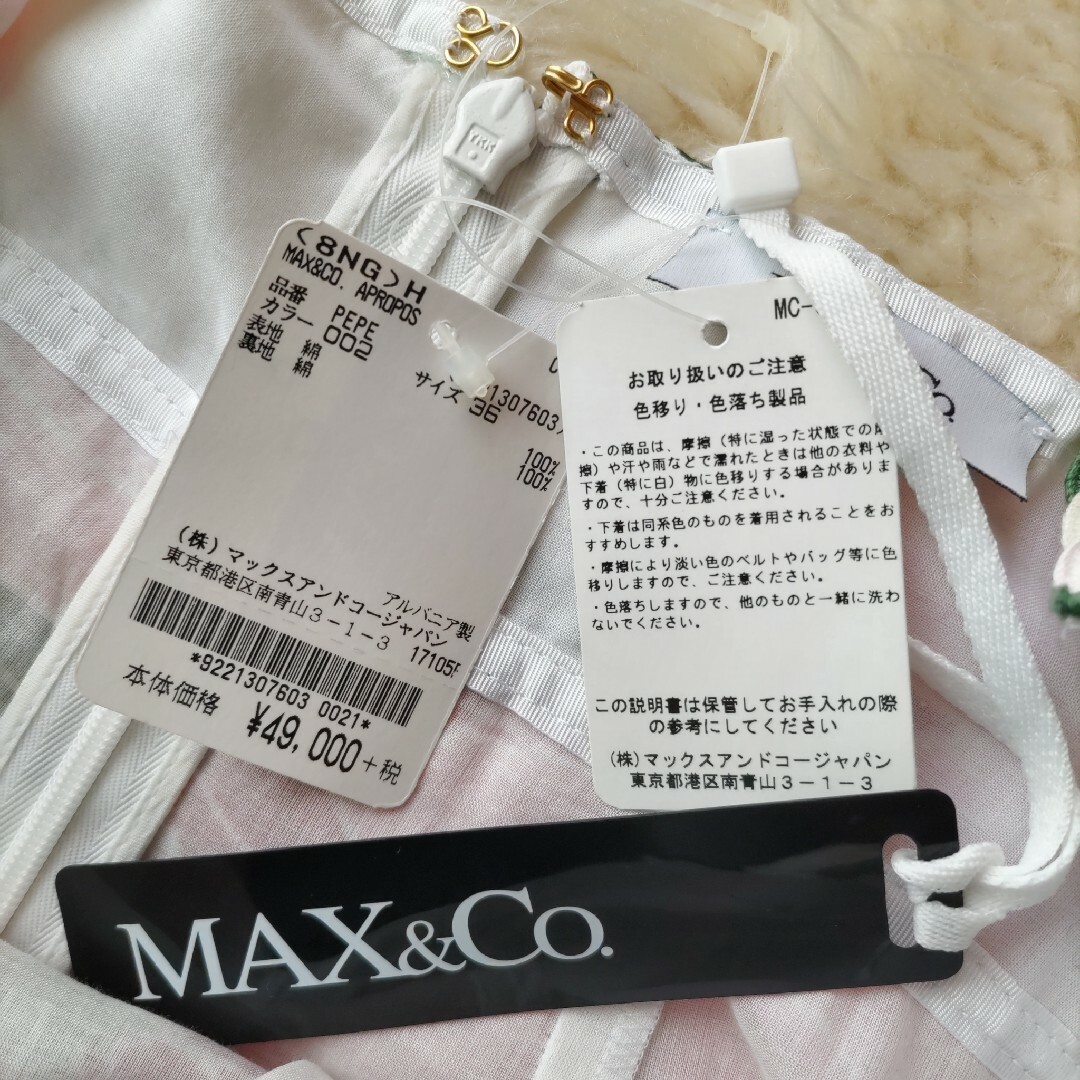 YKK
(8NG)H
MAX&CO. APROPOS
品番 PEPE
カラー 002
表地 綿
裏地 綿
1307603
サイズ 36
100%
100%
アルバニア製
(株)マックスアンドコージャパン
東京都港区南青山3-1-3 17105F
*9221307603 0021*
本体価格
¥49,000+税
MC-
お取り扱いのご注意
色移り・色落ち製品
・この商品は、摩擦(特に湿った状態での
擦)や汗や雨などで濡れたときは他の衣料や
下着(特に白)物に色移りする場合がありま
すので、十分ご注意ください。
・下着は同系色のものを着用されることをお
すすめします。
・摩擦により淡い色のベルトやバッグ等に色
移りしますので、ご注意ください。
・色落ちしますので、他のものと一緒に洗わ
ないでください。
この説明書は保管してお手入れの際
の参考にしてください
(株)マックスアンドコージャパン
東京都港区南青山3-1-3
Co.
MAX&Co.